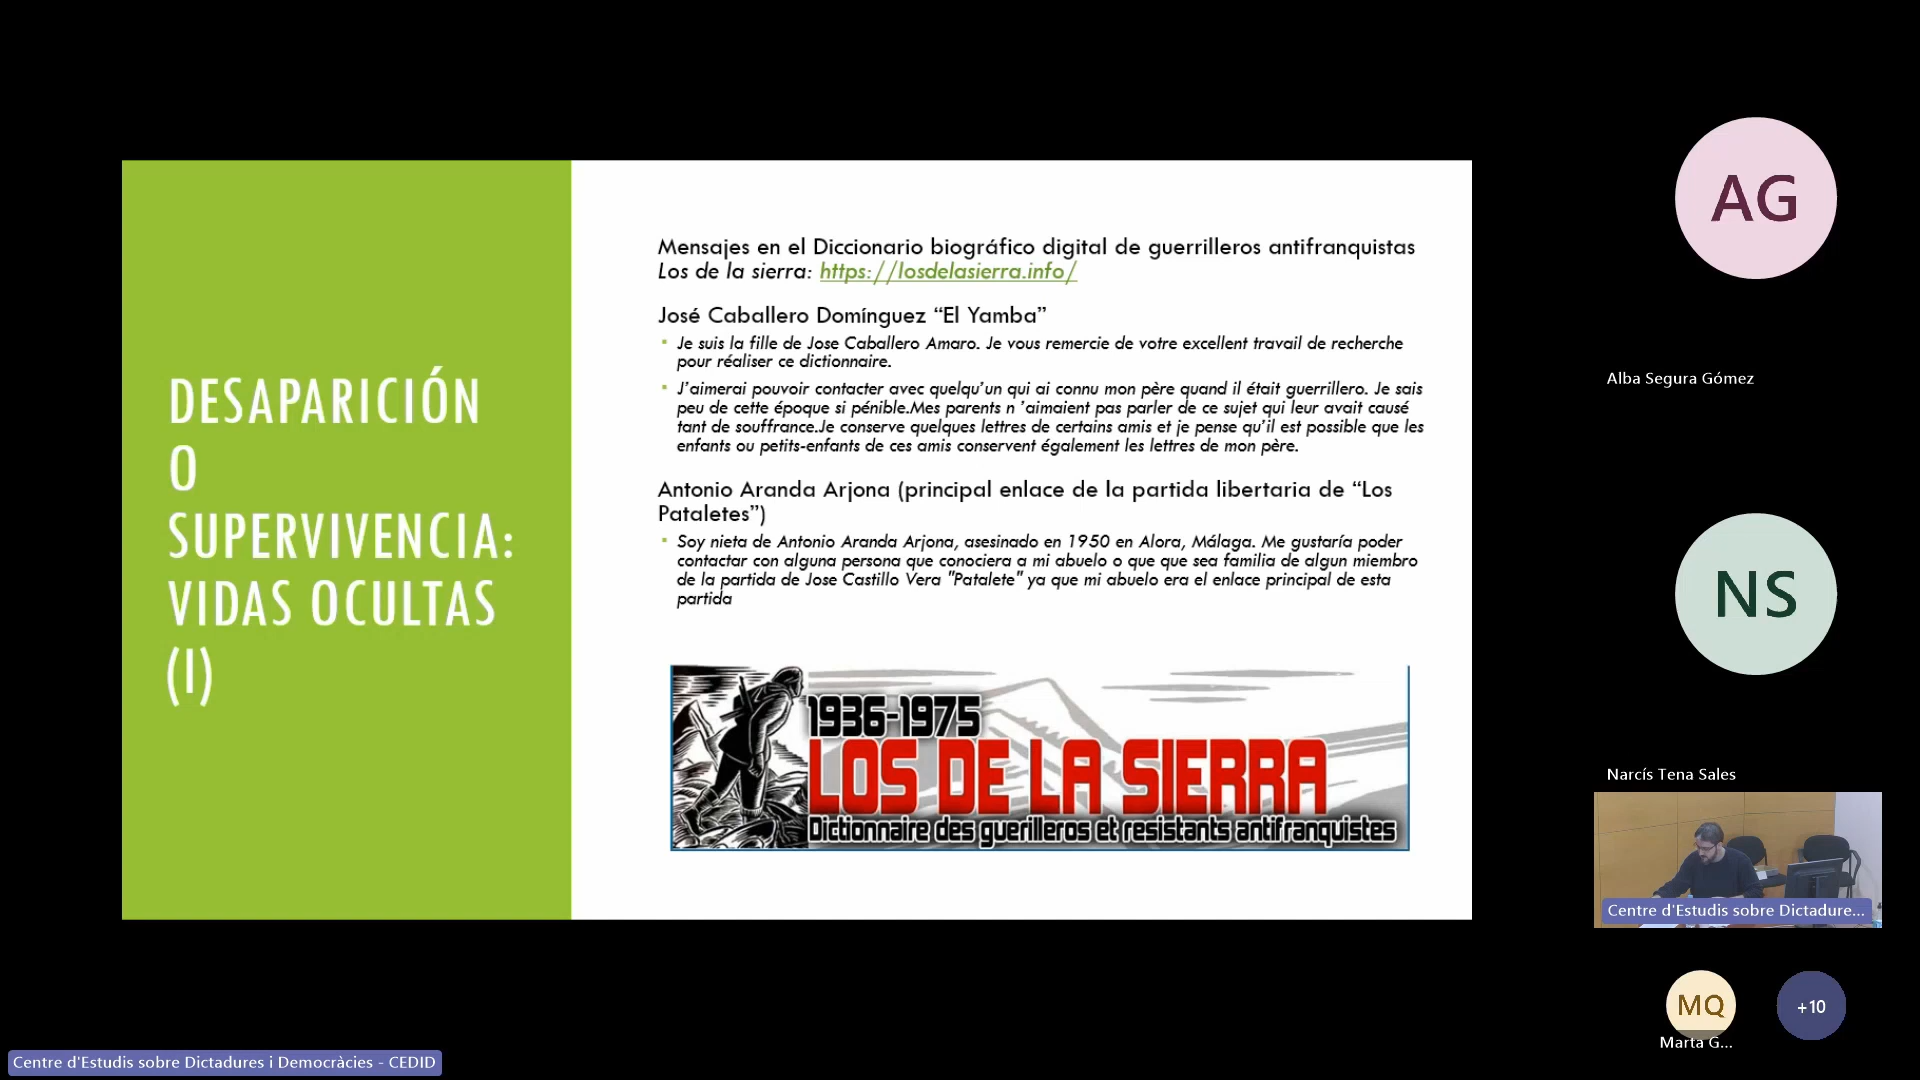 DESAPARICIÓN
O
SUPERVIVENCIA:
VIDAS OCULTAS
(I)
Mensajes en el Diccionario biográfico digital de guerrilleros antifranquistas
Los de la sierra: https://losdelasierra.info/
José Caballero Domínguez “El Yamba”
Je suis la fille de Jose Caballero Amaro. Je vous remercie de votre excellent travail de recherche
pour réaliser ce dictionnaire.
J’aimerai pouvoir contacter avec quelqu’un qui ai connu mon père quand il était guerrillero. Je sais
peu de cette époque si pénible.Mes parents n ’aimaient pas parler de ce sujet qui leur avait causé
tant de souffrance.Je conserve quelques lettres de certains amis et je pense qu’il est possible que les
enfants ou petits-enfants de ces amis conservent également les lettres de mon père.
Antonio Aranda Arjona (principal enlace de la partida libertaria de “Los
Pataletes”)
Soy nieta de Antonio Aranda Arjona, asesinado en 1950 en Alora, Málaga. Me gustaría poder
contactar con alguna persona que conociera a mi abuelo o que que sea familia de algun miembro
de la partida de Jose Castillo Vera "Patalete" ya que mi abuelo era el enlace principal de esta
partida
1936-1975
LOS DE LA SIERRA
Dictionnaire des guerilleros et resistants antifranquistes
AG
Alba Segura Gómez
NS
Narcís Tena Sales
Centre d'Estudis sobre Dictadure...
MQ
+10
Marta G...
Centre d'Estudis sobre Dictadures i Democràcies - CEDID